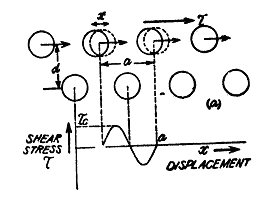 x
τ
d
a
(a)
τc
SHEAR
STRESS
τ
a
x
DISPLACEMENT